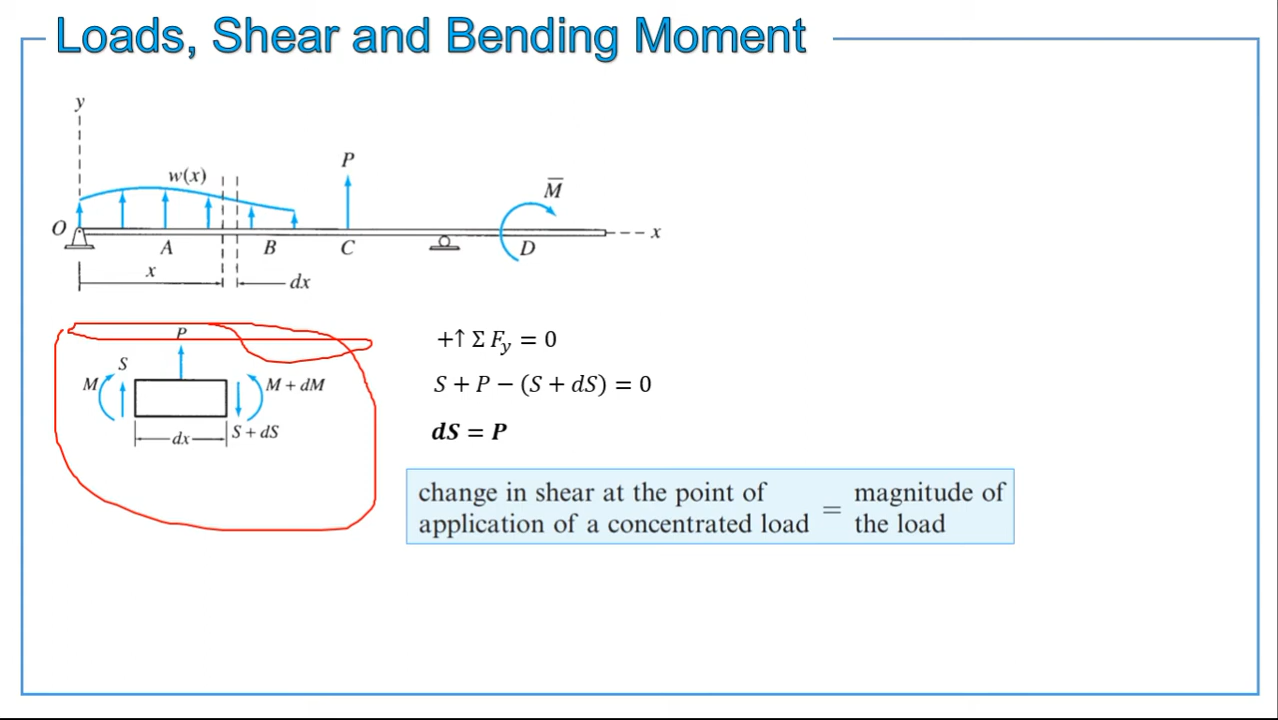 Loads, Shear and Bending Moment
y
P
w(x)
M̅
O
A
B
C
D
x
x
dx
P
S
M
M + dM
dx
S + dS
+↑ Σ F_y = 0
S + P − (S + dS) = 0
dS = P
change in shear at the point of
application of a concentrated load
=
magnitude of
the load